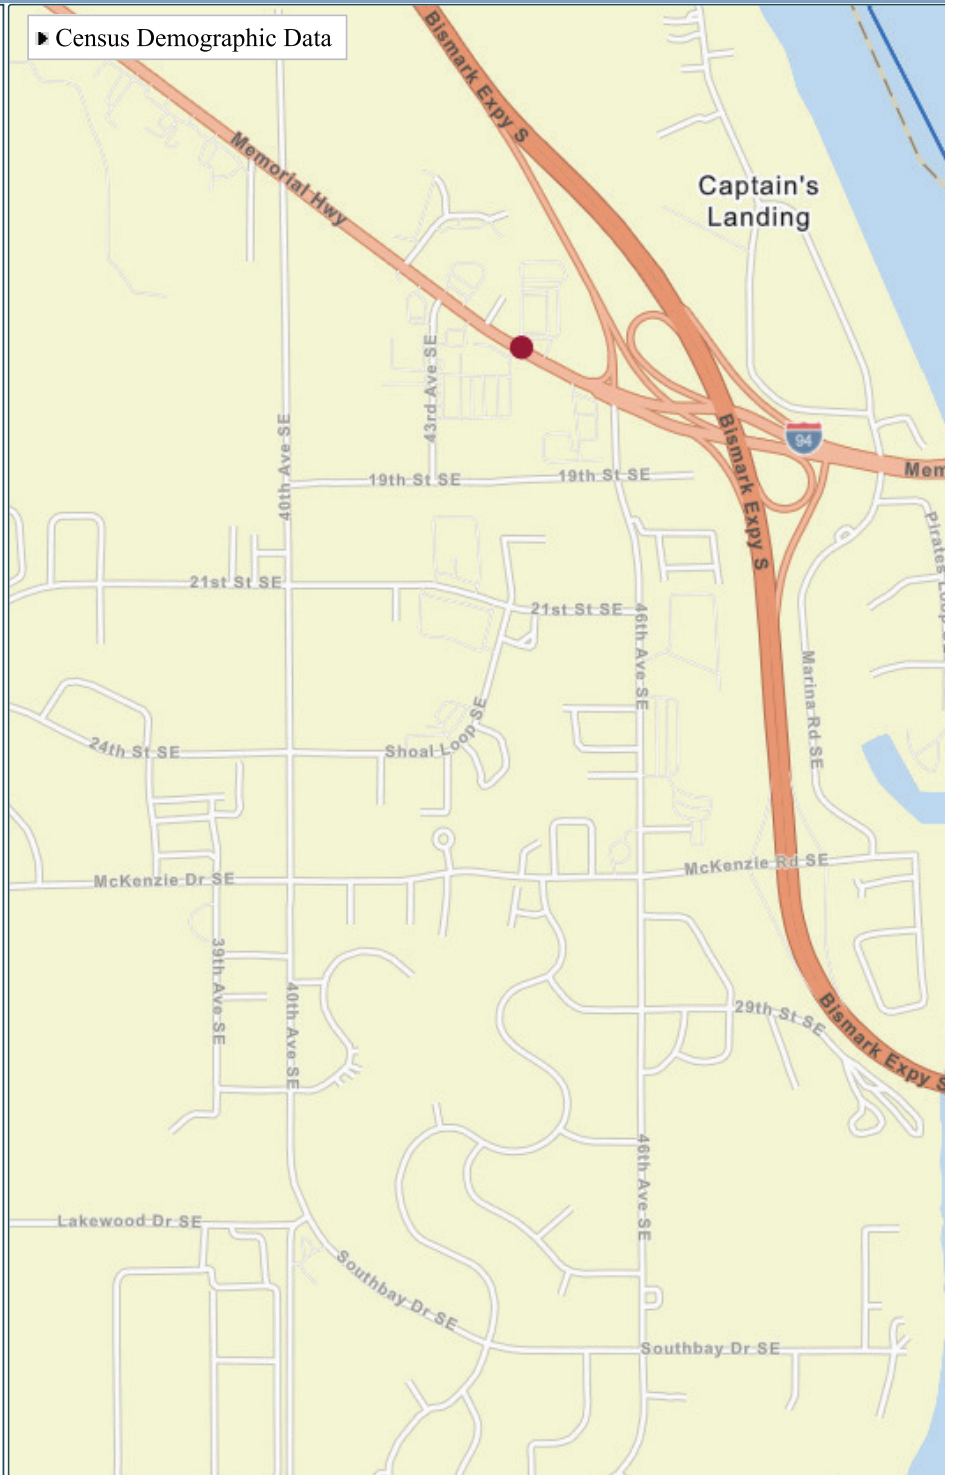 Census Demographic Data
Bismark Expy S
Memorial Hwy
Captain's
Landing
40th Ave SE
43rd Ave SE
94
Bismark Expy S
Mem
19th St SE
19th St SE
Pirates Loop
21st St SE
21st St SE
46th Ave SE
Marina Rd SE
24th St SE
Shoal Loop SE
McKenzie Dr SE
McKenzie Rd SE
39th Ave SE
40th Ave SE
29th St SE
Bismark Expy S
46th Ave SE
Lakewood Dr SE
Southbay Dr SE
Southbay Dr SE